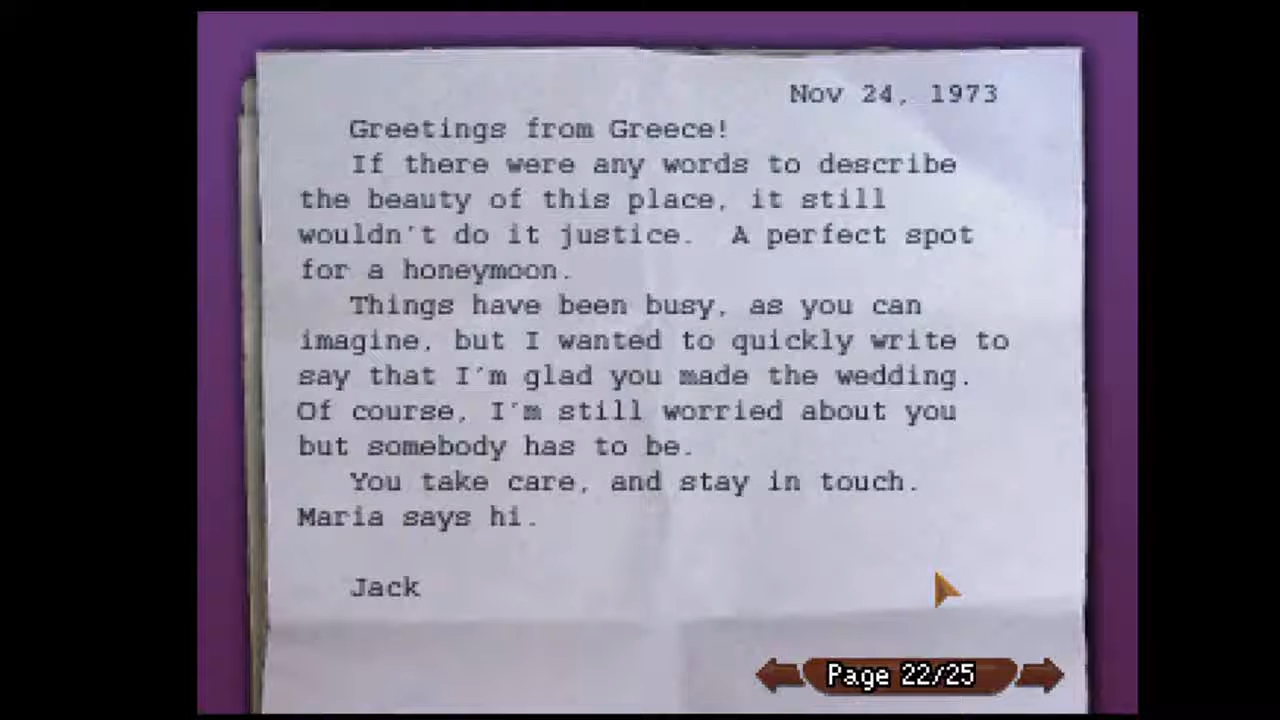 Nov 24, 1973
Greetings from Greece!
If there were any words to describe
the beauty of this place, it still
wouldn't do it justice.  A perfect spot
for a honeymoon.
Things have been busy, as you can
imagine, but I wanted to quickly write to
say that I'm glad you made the wedding.
Of course, I'm still worried about you
but somebody has to be.
You take care, and stay in touch.
Maria says hi.
Jack
Page 22/25